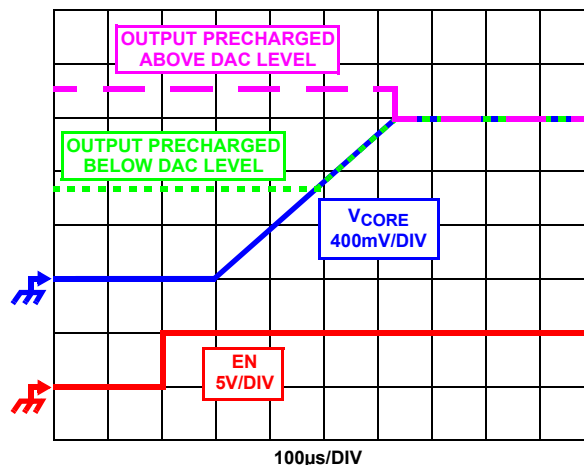 OUTPUT PRECHARGED
ABOVE DAC LEVEL
OUTPUT PRECHARGED
BELOW DAC LEVEL
VCORE
400mV/DIV
EN
5V/DIV
100µs/DIV